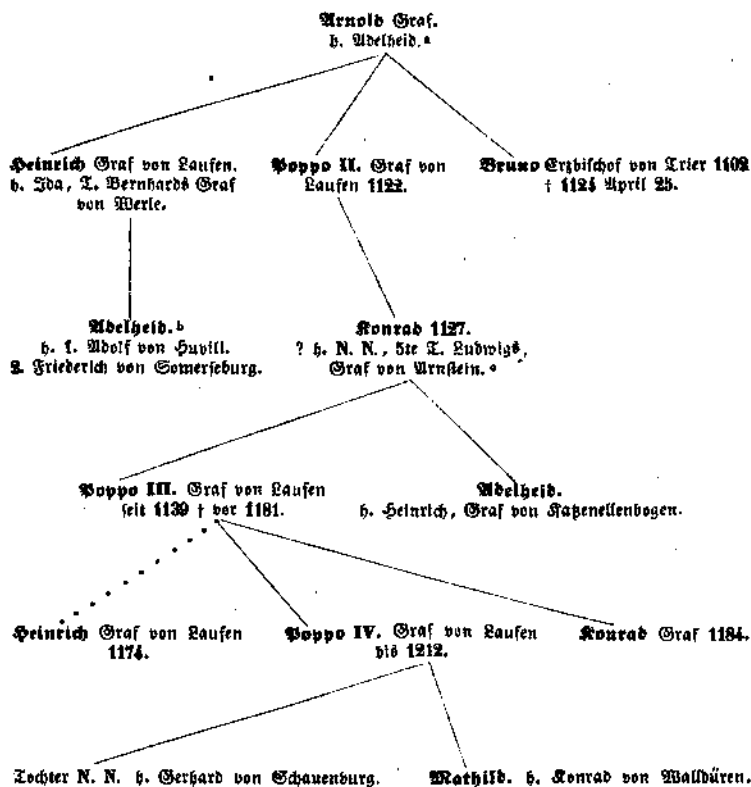 Arnold Graf.
h. Adelheid.ᵃ
Heinrich Graf von Laufen.
h. Ida, T. Bernhards Graf
von Werle.
Poppo II. Graf von
Laufen 1122.
Bruno Erzbischof von Trier 1102
† 1124 April 25.
Adelheid.ᵇ
h. 1. Adolf von Huvill.
2. Friederich von Somerseburg.
Konrad 1127.
? h. N. N., 5te T. Ludwigs,
Graf von Arnstein.ᶜ
Poppo III. Graf von Laufen
seit 1139 † vor 1181.
Adelheid.
h. Heinrich, Graf von Katzenellenbogen.
Heinrich Graf von Laufen
1174.
Poppo IV. Graf von Laufen
bis 1212.
Konrad Graf 1184.
Tochter N. N. h. Gerhard von Schauenburg.
Mathild. h. Konrad von Walldüren.